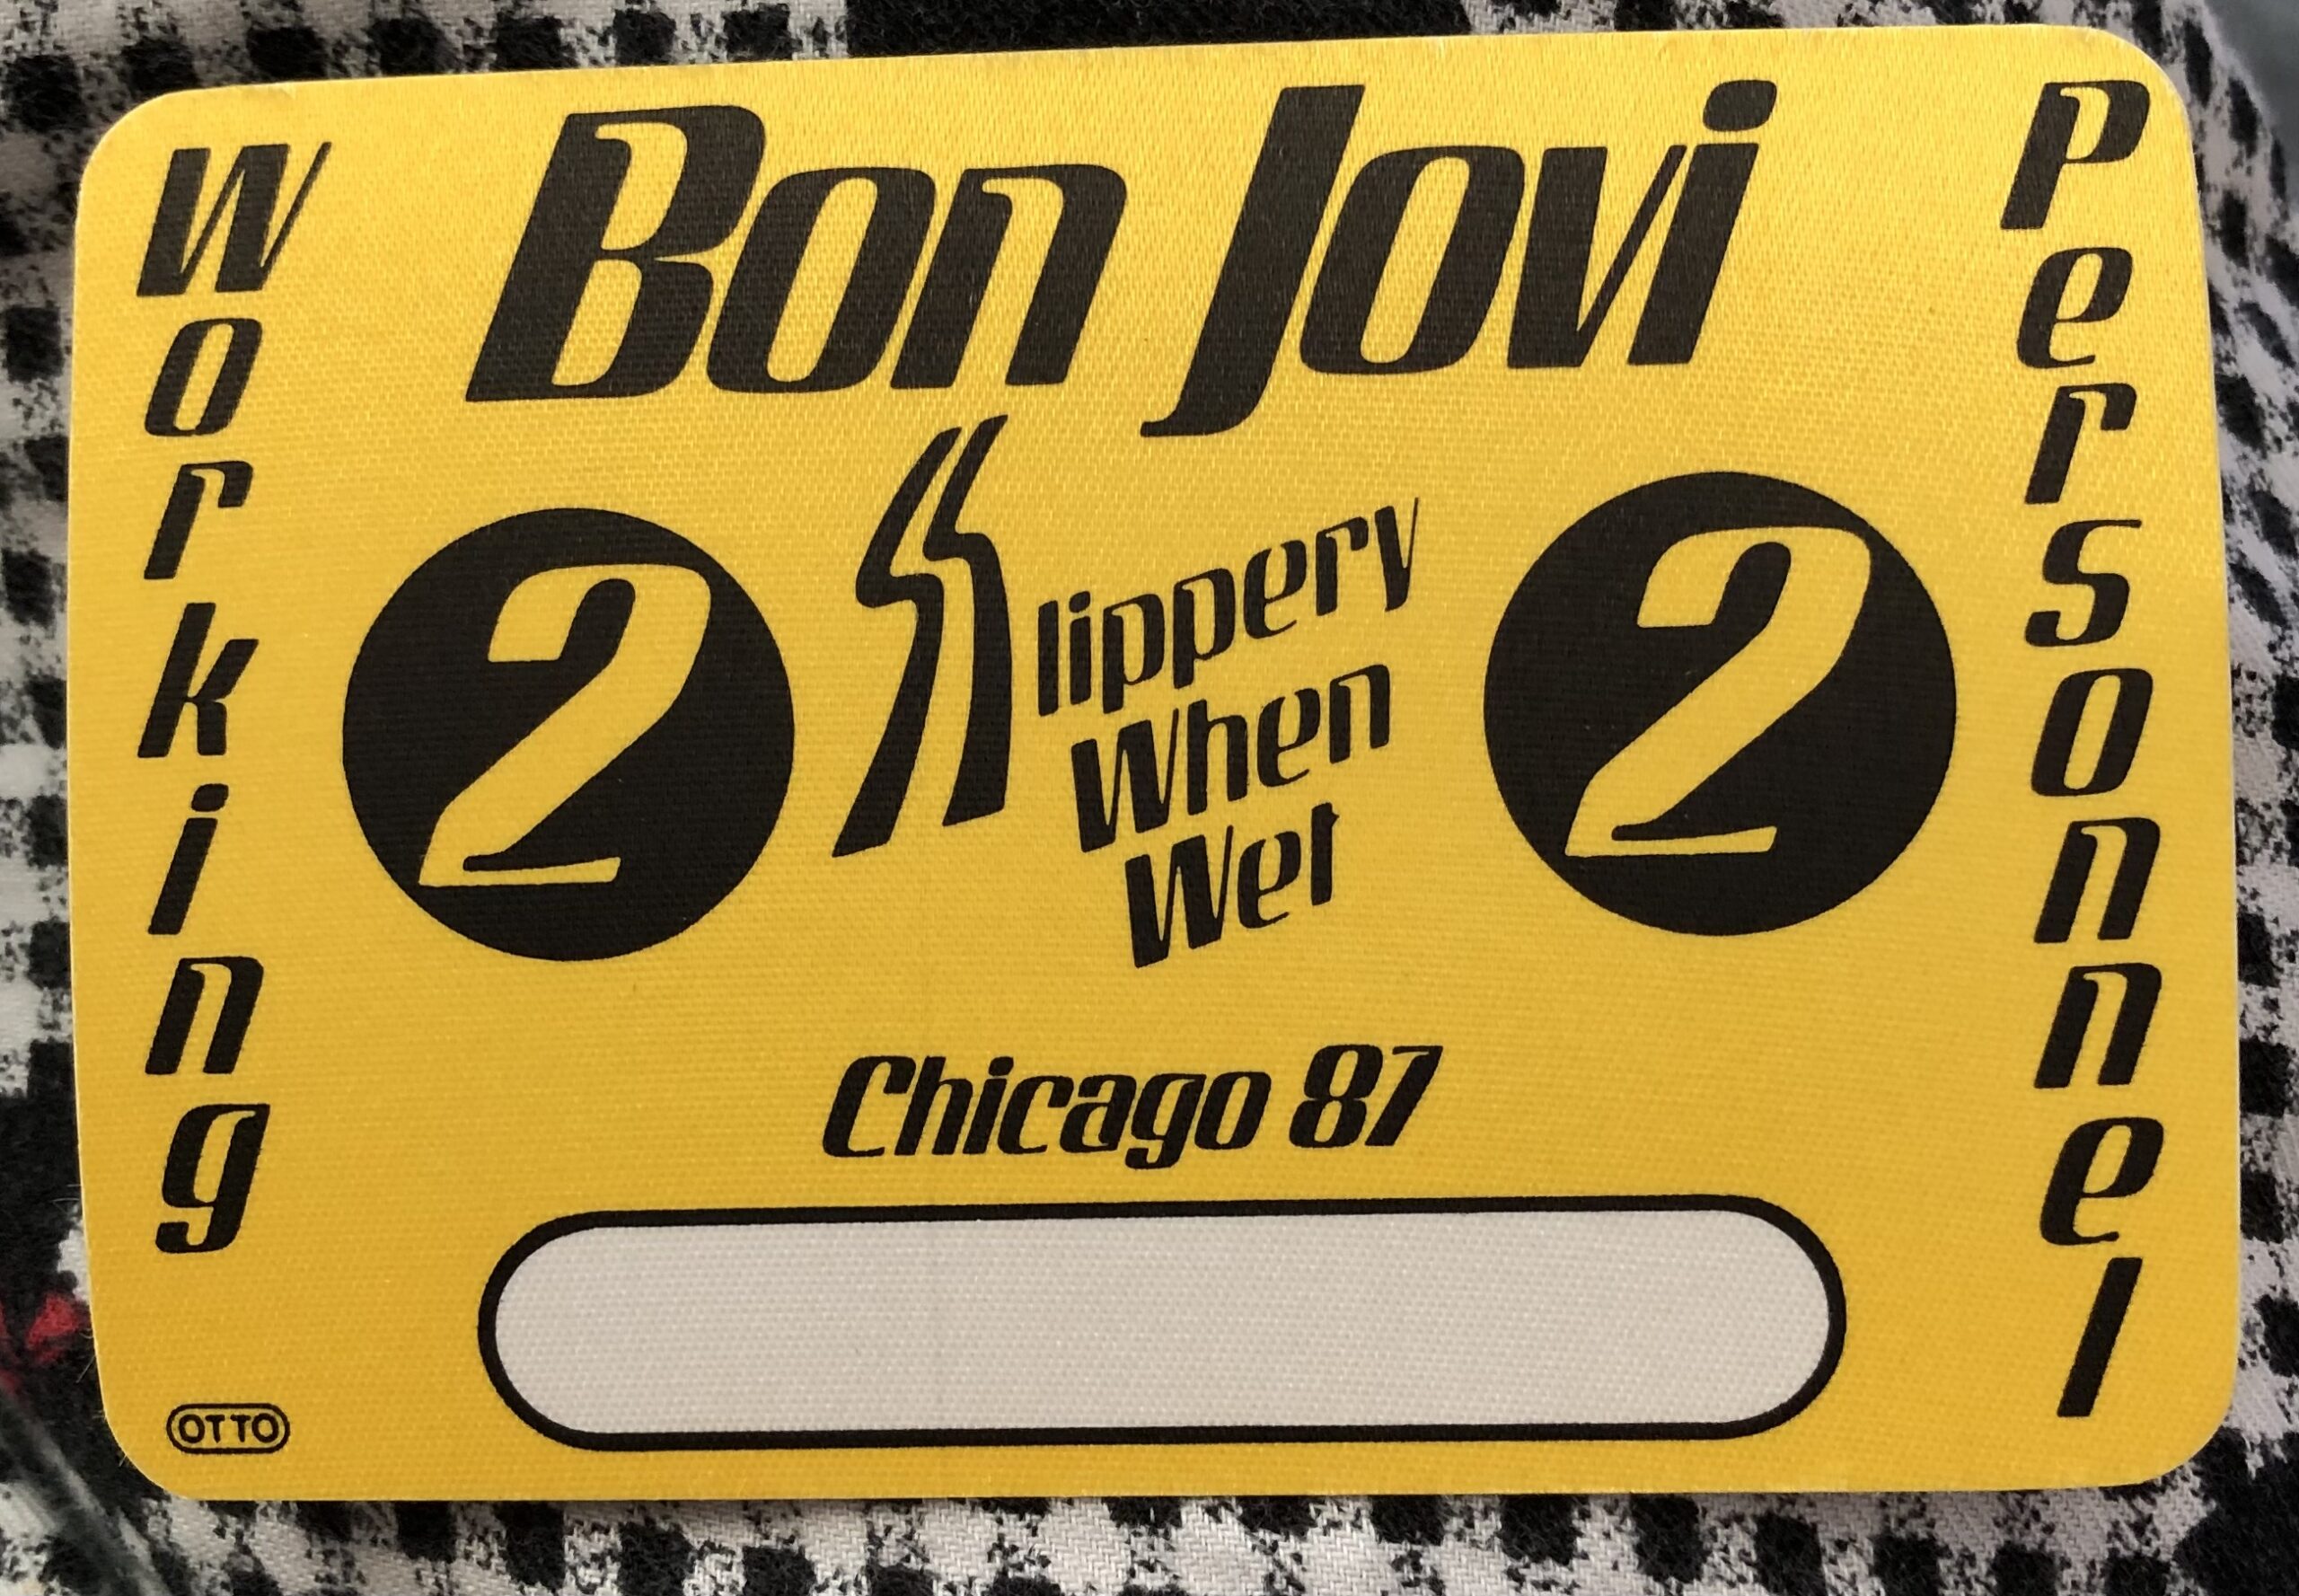 Working
Bon Jovi
2
Slippery
When
Wet
2
Chicago 87
OTTO
Personnel